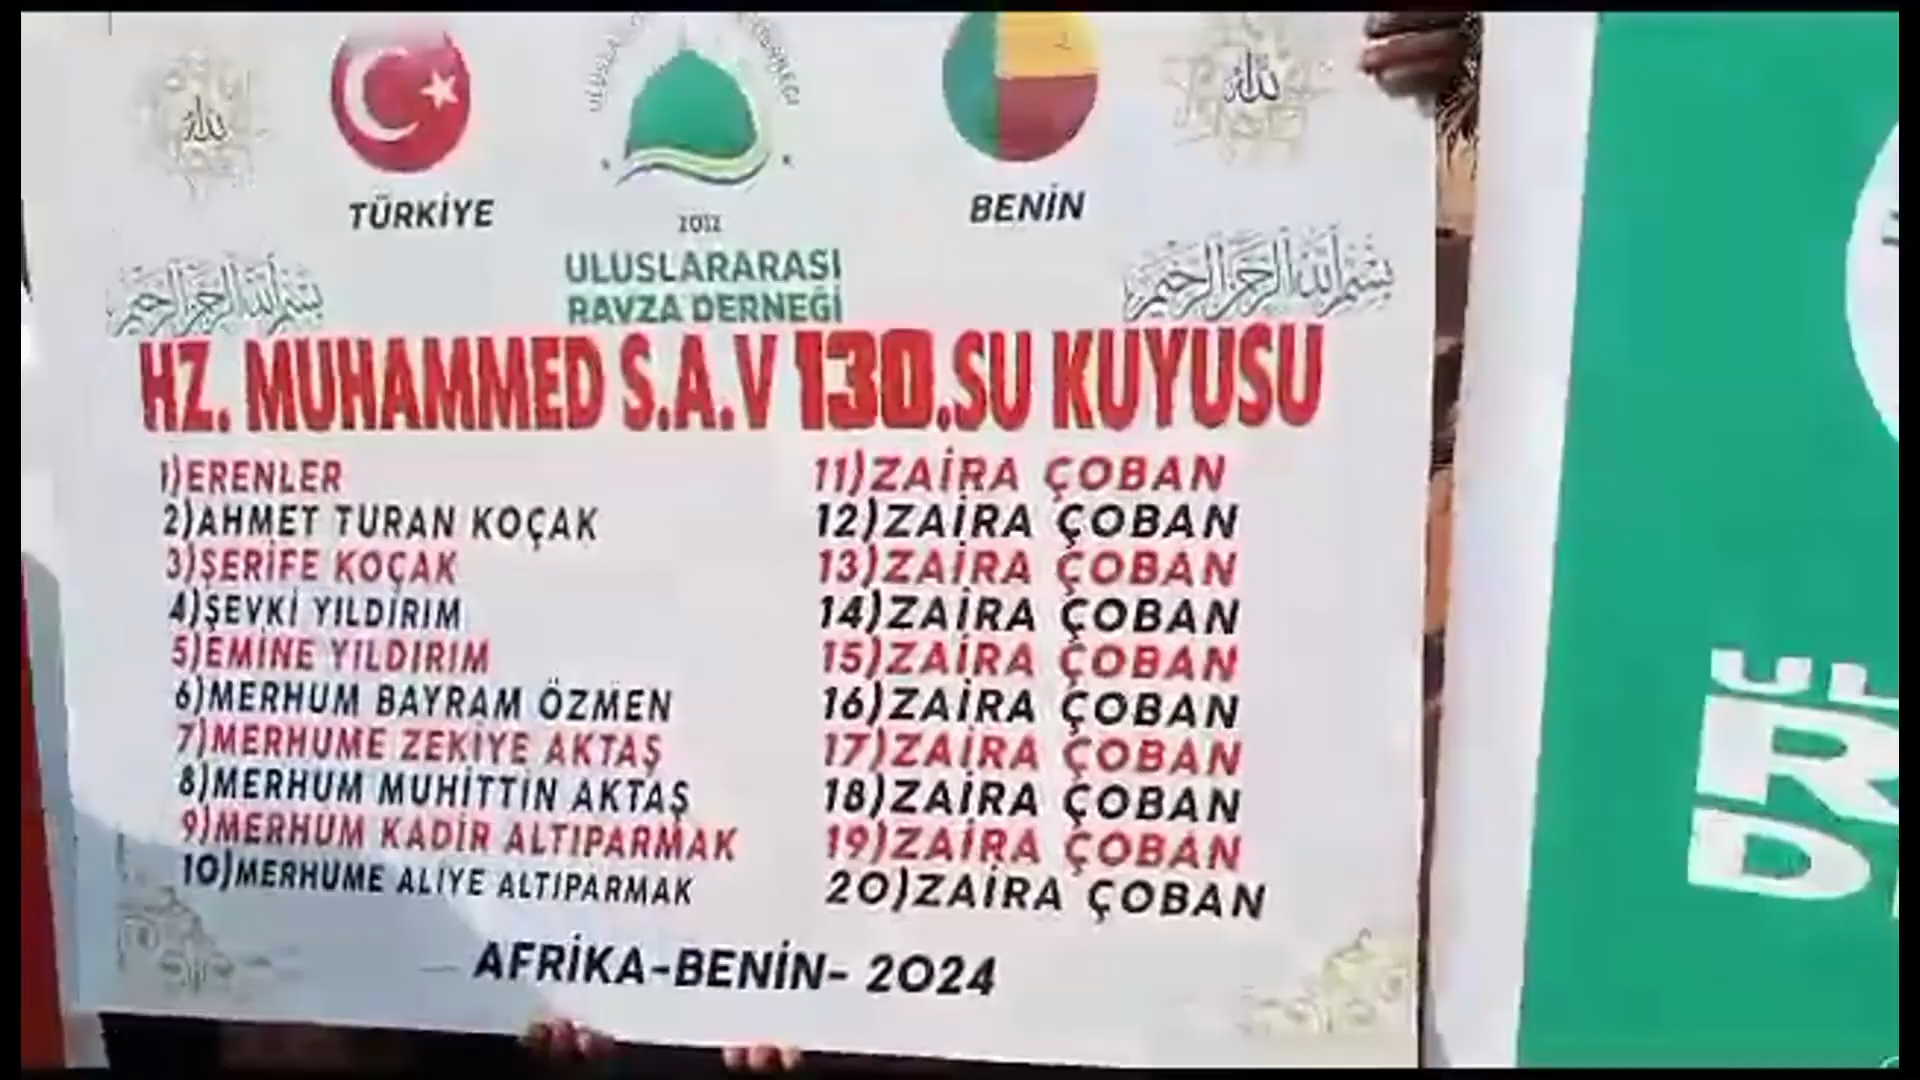 TÜRKİYE
BENİN
2012
ULUSLARARASI
RAVZA DERNEĞİ
بسم الله الرحمن الرحيم
بسم الله الرحمن الرحيم
HZ. MUHAMMED S.A.V 130.SU KUYUSU
1)ERENLER
2)AHMET TURAN KOÇAK
3)ŞERİFE KOÇAK
4)ŞEVKİ YILDIRIM
5)EMİNE YILDIRIM
6)MERHUM BAYRAM ÖZMEN
7)MERHUME ZEKİYE AKTAŞ
8)MERHUM MUHİTTİN AKTAŞ
9)MERHUM KADİR ALTIPARMAK
10)MERHUME ALİYE ALTIPARMAK
11)ZAİRA ÇOBAN
12)ZAİRA ÇOBAN
13)ZAİRA ÇOBAN
14)ZAİRA ÇOBAN
15)ZAİRA ÇOBAN
16)ZAİRA ÇOBAN
17)ZAİRA ÇOBAN
18)ZAİRA ÇOBAN
19)ZAİRA ÇOBAN
20)ZAİRA ÇOBAN
AFRİKA-BENİN- 2024